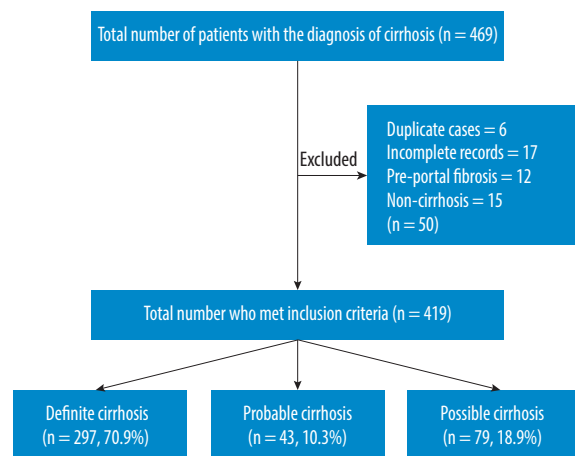 Total number of patients with the diagnosis of cirrhosis (n = 469)
Excluded
Duplicate cases = 6
Incomplete records = 17
Pre-portal fibrosis = 12
Non-cirrhosis = 15
(n = 50)
Total number who met inclusion criteria (n = 419)
Definite cirrhosis
(n = 297, 70.9%)
Probable cirrhosis
(n = 43, 10.3%)
Possible cirrhosis
(n = 79, 18.9%)